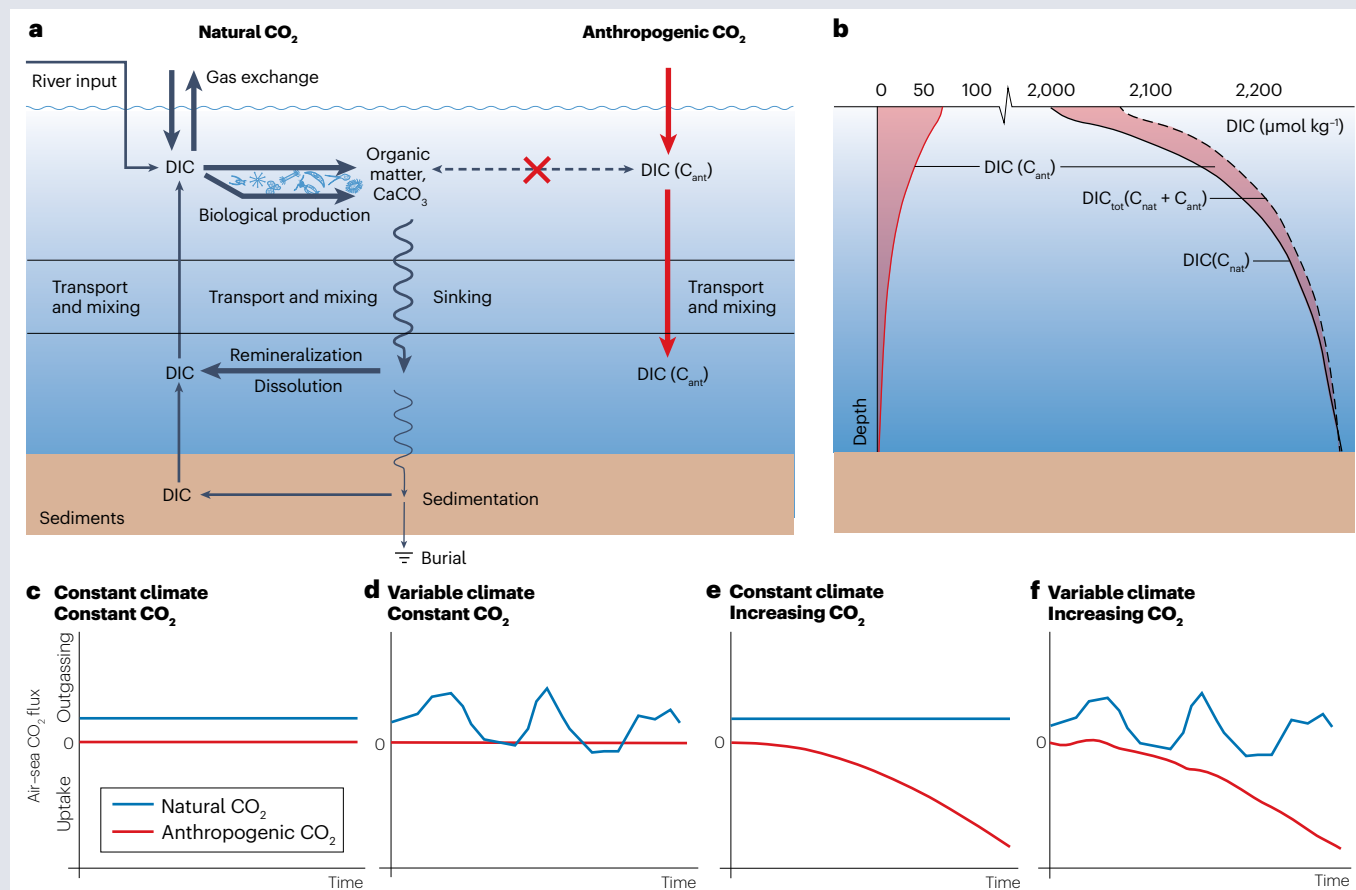 a
Natural CO₂
Anthropogenic CO₂
River input
Gas exchange
DIC
Organic
matter,
CaCO₃
DIC (Cant)
Biological production
Transport
and mixing
Transport and mixing
Sinking
Transport
and mixing
Remineralization
DIC
Dissolution
DIC (Cant)
DIC
Sedimentation
Sediments
Burial
b
0 50 100 2,000 2,100 2,200
DIC (μmol kg⁻¹)
DIC (Cant)
DICtot(Cnat + Cant)
DIC(Cnat)
Depth
c Constant climate
Constant CO₂
Air–sea CO₂ flux
Outgassing
0
Uptake
Natural CO₂
Anthropogenic CO₂
Time
d Variable climate
Constant CO₂
0
Time
e Constant climate
Increasing CO₂
0
Time
f Variable climate
Increasing CO₂
0
Time